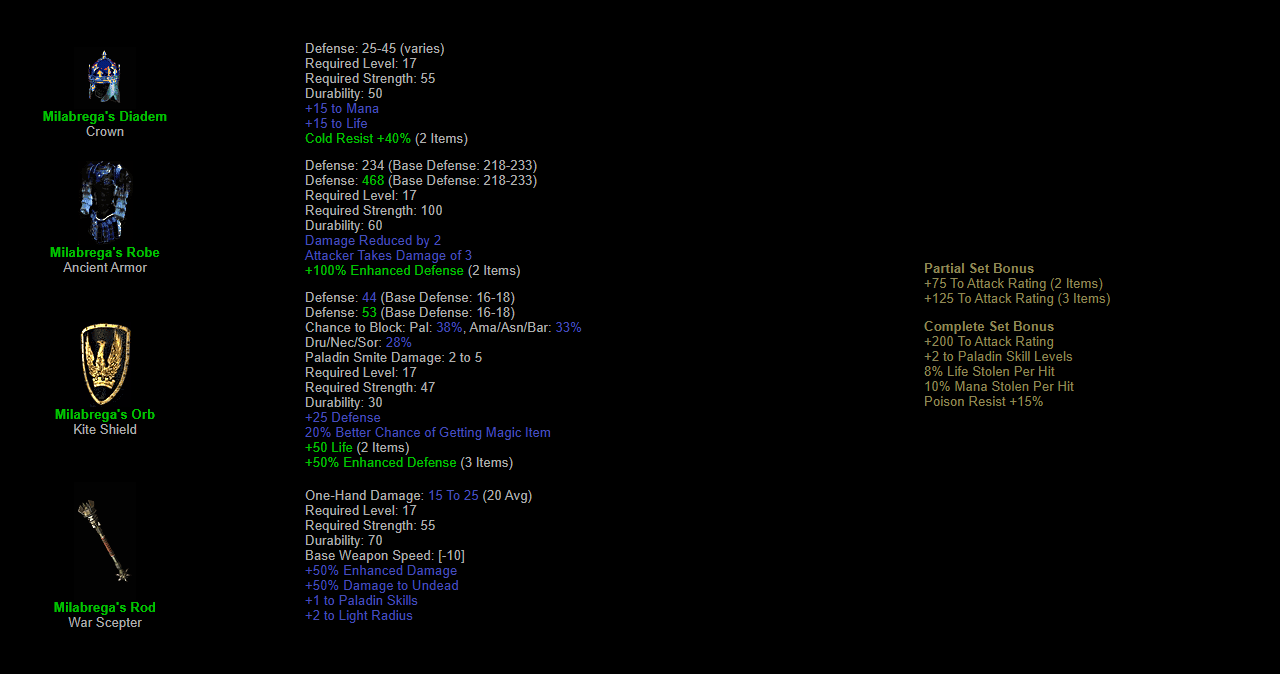 Milabrega's Diadem
Crown
Defense: 25-45 (varies)
Required Level: 17
Required Strength: 55
Durability: 50
+15 to Mana
+15 to Life
Cold Resist +40% (2 Items)
Milabrega's Robe
Ancient Armor
Defense: 234 (Base Defense: 218-233)
Defense: 468 (Base Defense: 218-233)
Required Level: 17
Required Strength: 100
Durability: 60
Damage Reduced by 2
Attacker Takes Damage of 3
+100% Enhanced Defense (2 Items)
Milabrega's Orb
Kite Shield
Defense: 44 (Base Defense: 16-18)
Defense: 53 (Base Defense: 16-18)
Chance to Block: Pal: 38%, Ama/Asn/Bar: 33%
Dru/Nec/Sor: 28%
Paladin Smite Damage: 2 to 5
Required Level: 17
Required Strength: 47
Durability: 30
+25 Defense
20% Better Chance of Getting Magic Item
+50 Life (2 Items)
+50% Enhanced Defense (3 Items)
Milabrega's Rod
War Scepter
One-Hand Damage: 15 To 25 (20 Avg)
Required Level: 17
Required Strength: 55
Durability: 70
Base Weapon Speed: [-10]
+50% Enhanced Damage
+50% Damage to Undead
+1 to Paladin Skills
+2 to Light Radius
Partial Set Bonus
+75 To Attack Rating (2 Items)
+125 To Attack Rating (3 Items)
Complete Set Bonus
+200 To Attack Rating
+2 to Paladin Skill Levels
8% Life Stolen Per Hit
10% Mana Stolen Per Hit
Poison Resist +15%